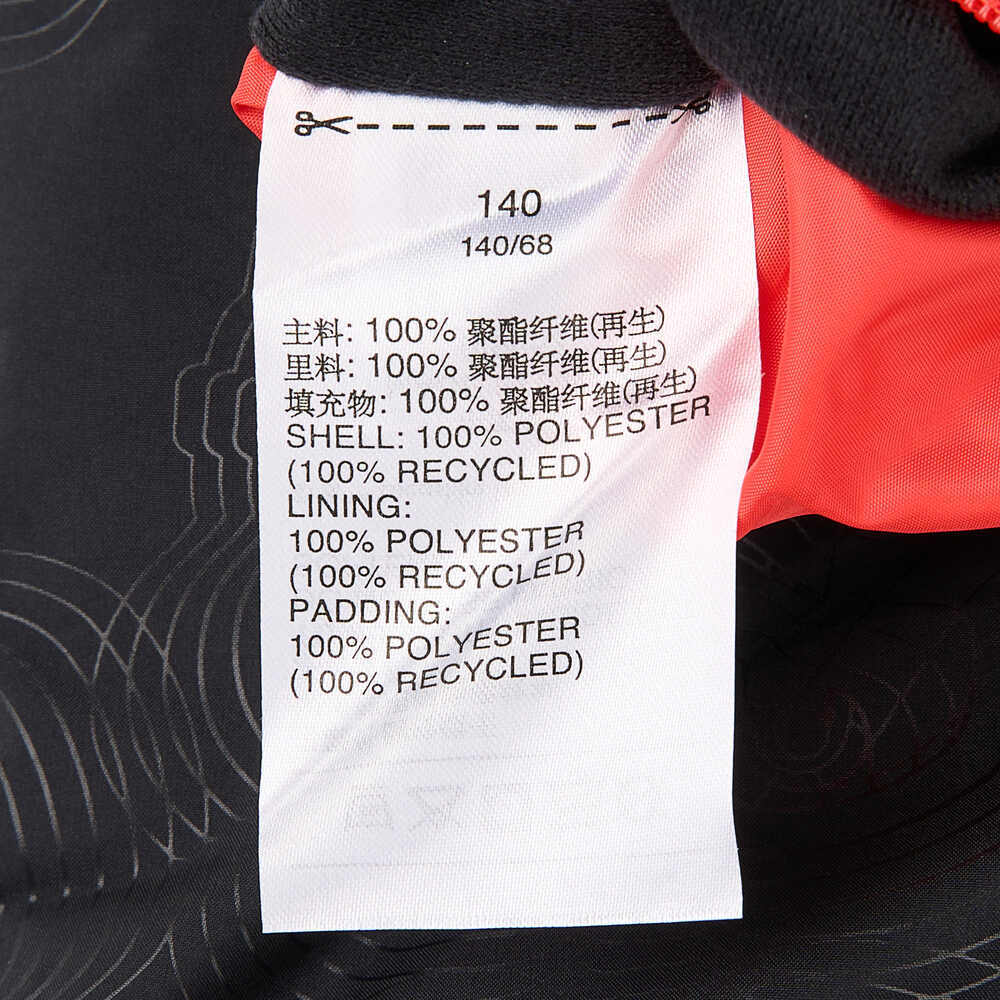 140
140/68
主料: 100% 聚酯纤维(再生)
里料: 100% 聚酯纤维(再生)
填充物: 100% 聚酯纤维(再生)
SHELL: 100% POLYESTER
(100% RECYCLED)
LINING:
100% POLYESTER
(100% RECYCLED)
PADDING:
100% POLYESTER
(100% RECYCLED)